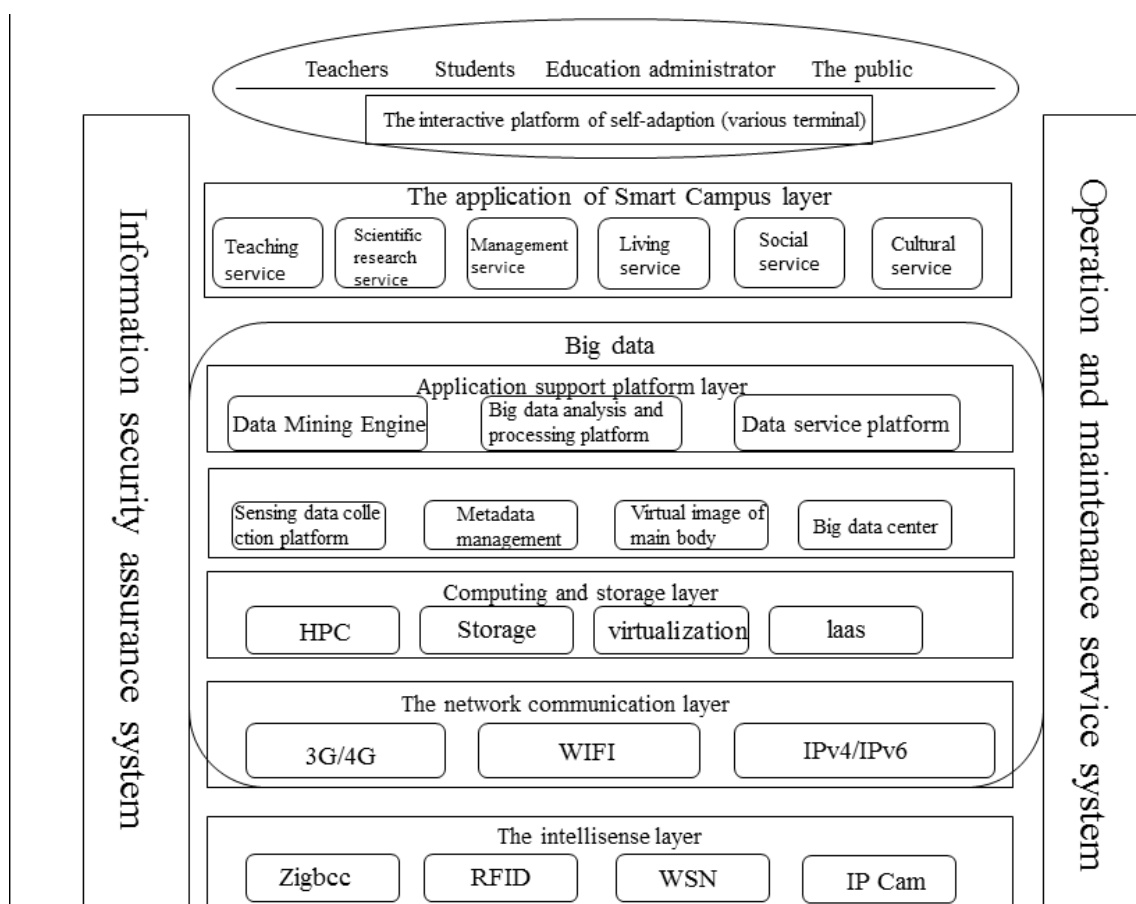 Teachers Students Education administrator The public
The interactive platform of self-adaption (various terminal)
Information security assurance system
Operation and maintenance service system
The application of Smart Campus layer
Teaching
service
Scientific
research
service
Management
service
Living
service
Social
service
Cultural
service
Big data
Application support platform layer
Data Mining Engine
Big data analysis and
processing platform
Data service platform
Sensing data colle
ction platform
Metadata
management
Virtual image of
main body
Big data center
Computing and storage layer
HPC
Storage
virtualization
laas
The network communication layer
3G/4G
WIFI
IPv4/IPv6
The intellisense layer
Zigbcc
RFID
WSN
IP Cam